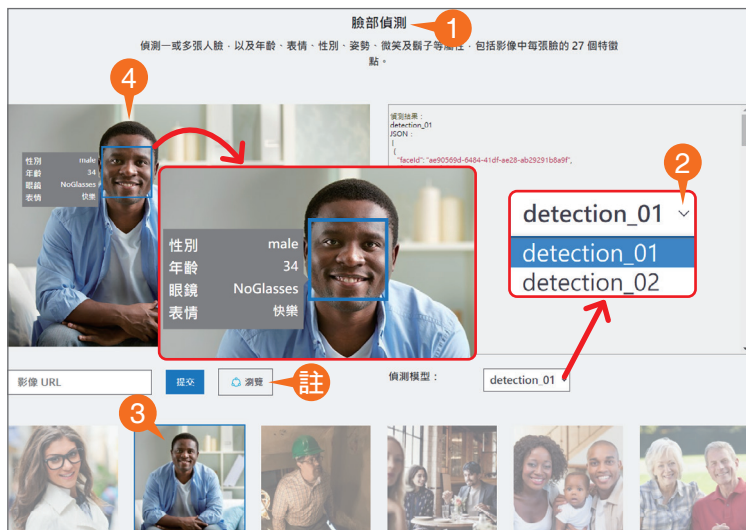 臉部偵測
1
偵測一或多張人臉,以及年齡、表情、性別、姿勢、微笑及鬍子等屬性,包括影像中每張臉的 27 個特徵
點。
4
性別 male
年齡 34
眼鏡 NoGlasses
表情 快樂
性別 male
年齡 34
眼鏡 NoGlasses
表情 快樂
偵測結果:
detection_01
JSON:
[
{
"faceId": "ae90569d-6484-41df-ae28-ab29291b8a9f",
2
detection_01
detection_01
detection_02
影像 URL
提交
瀏覽
註
偵測模型:
detection_01
3